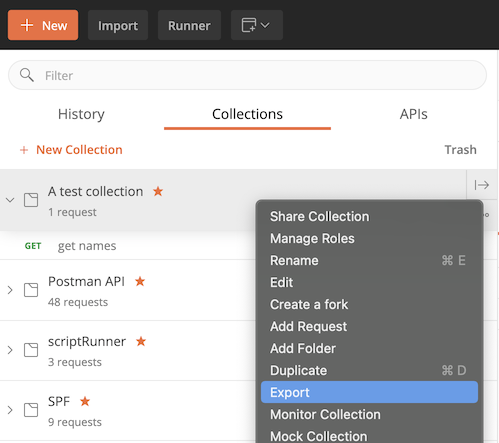 + New Import Runner
Filter
History Collections APIs
+ New Collection Trash
A test collection
1 request
GET get names
Postman API
48 requests
scriptRunner
3 requests
SPF
9 requests
Share Collection
Manage Roles
Rename ⌘ E
Edit
Create a fork
Add Request
Add Folder
Duplicate ⌘ D
Export
Monitor Collection
Mock Collection